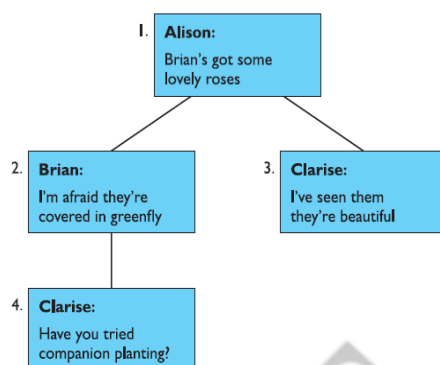 1. Alison:
Brian's got some
lovely roses
2. Brian:
I'm afraid they're
covered in greenfly
3. Clarise:
I've seen them
they're beautiful
4. Clarise:
Have you tried
companion planting?